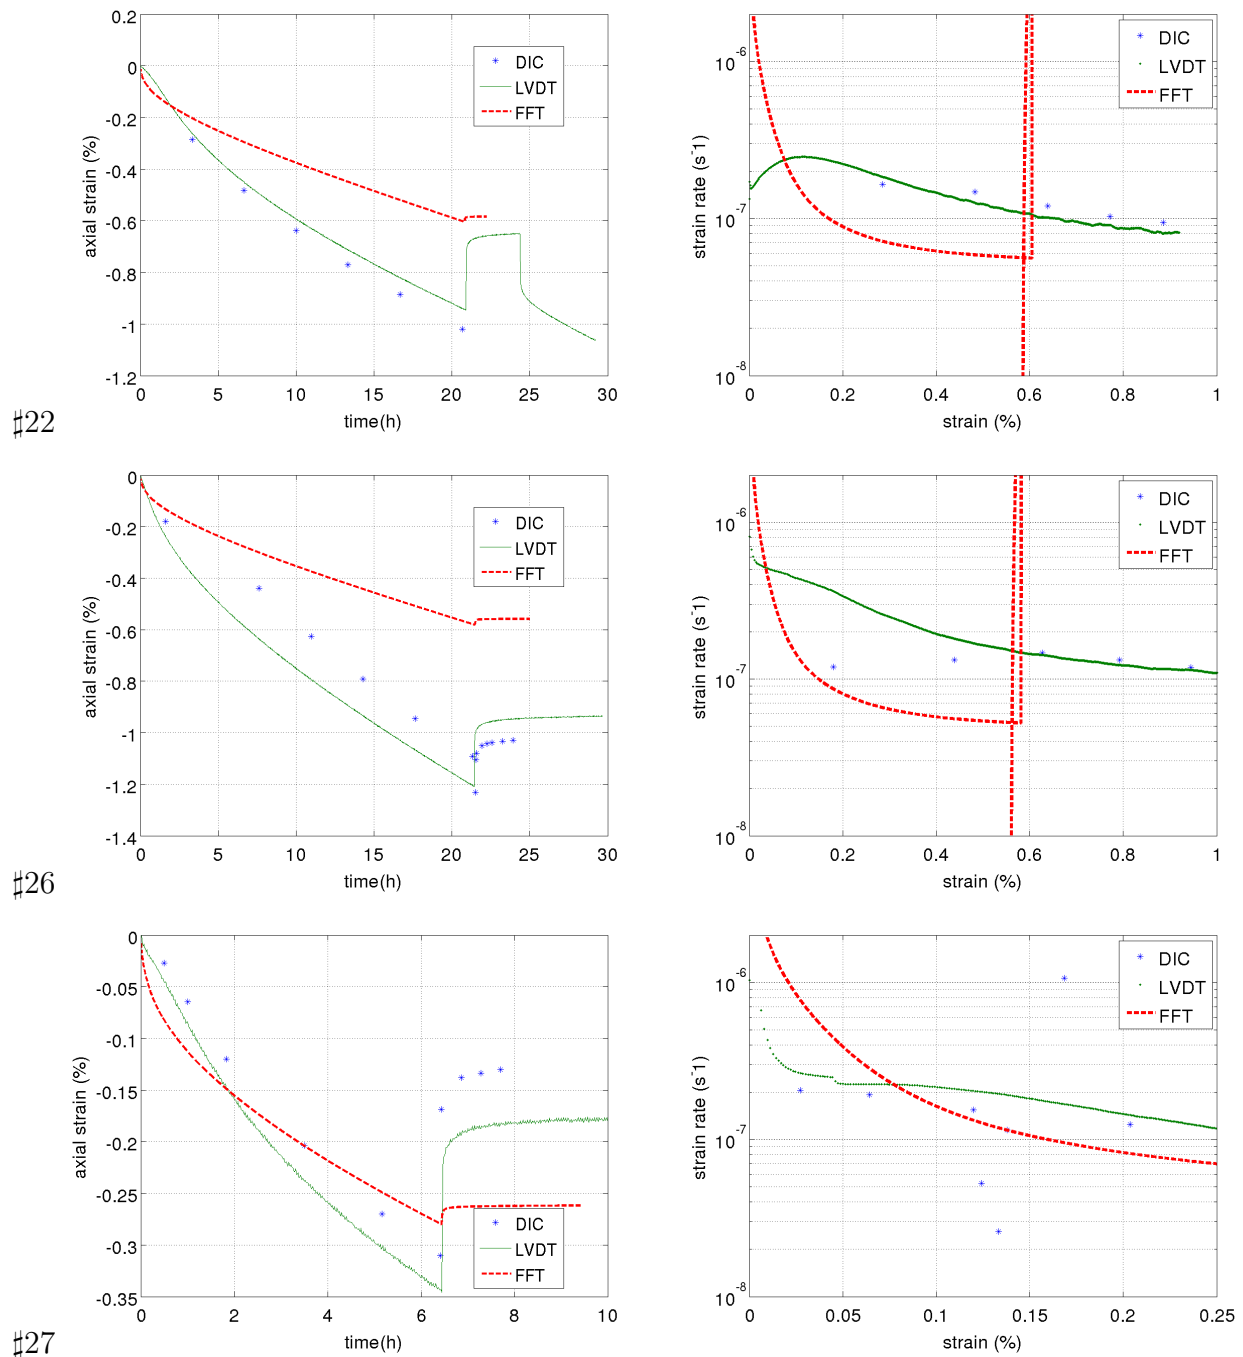 0.2
0
-0.2
-0.4
-0.6
-0.8
-1
-1.2
axial strain (%)
DIC
LVDT
FFT
0 5 10 15 20 25 30
time(h)
10^-6
10^-7
10^-8
strain rate (s^-1)
DIC
LVDT
FFT
0 0.2 0.4 0.6 0.8 1
strain (%)
♯22
0
-0.2
-0.4
-0.6
-0.8
-1
-1.2
-1.4
axial strain (%)
DIC
LVDT
FFT
0 5 10 15 20 25 30
time(h)
10^-6
10^-7
10^-8
strain rate (s^-1)
DIC
LVDT
FFT
0 0.2 0.4 0.6 0.8 1
strain (%)
♯26
0
-0.05
-0.1
-0.15
-0.2
-0.25
-0.3
-0.35
axial strain (%)
DIC
LVDT
FFT
0 2 4 6 8 10
time(h)
10^-6
10^-7
10^-8
strain rate (s^-1)
DIC
LVDT
FFT
0 0.05 0.1 0.15 0.2 0.25
strain (%)
♯27